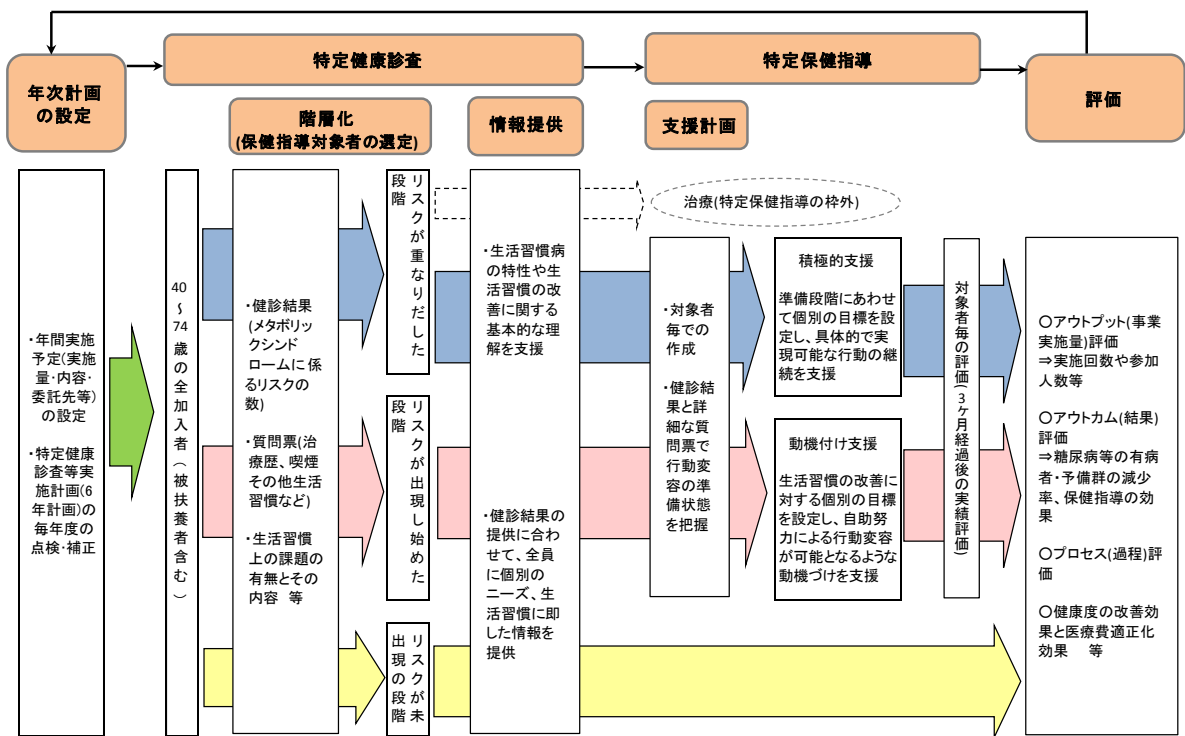 年次計画
の設定
特定健康診査
特定保健指導
評価
階層化
(保健指導対象者の選定)
情報提供
支援計画
・年間実施
予定(実施
量・内容・
委託先等)
の設定
・特定健康
診査等実
施計画(6
年計画)の
毎年度の
点検・補正
40～74歳の全加入者(被扶養者含む)
・健診結果
(メタボリッ
クシンド
ロームに係
るリスクの
数)
・質問票(治
療歴、喫煙
その他生活
習慣など)
・生活習慣
上の課題の
有無とその
内容 等
リスクが重なりだした
段階
リスクが出現し始めた
段階
リスクが未
出現の段階
・生活習慣病
の特性や生
活習慣の改
善に関する
基本的な理
解を支援
・健診結果の
提供に合わ
せて、全員
に個別の
ニーズ、生
活習慣に即
した情報を
提供
治療(特定保健指導の枠外)
・対象者
毎での
作成
・健診結
果と詳
細な質
問票で
行動変
容の準
備状態
を把握
積極的支援
準備段階にあわせ
て個別の目標を設
定し、具体的で実
現可能な行動の継
続を支援
動機付け支援
生活習慣の改善に
対する個別の目標
を設定し、自助努
力による行動変容
が可能となるような
動機づけを支援
対象者毎の評価(3ヶ月経過後の実績評価)
○アウトプット(事業
実施量)評価
⇒実施回数や参加
人数等
○アウトカム(結果)
評価
⇒糖尿病等の有病
者・予備群の減少
率、保健指導の効
果
○プロセス(過程)評
価
○健康度の改善効
果と医療費適正化
効果 等